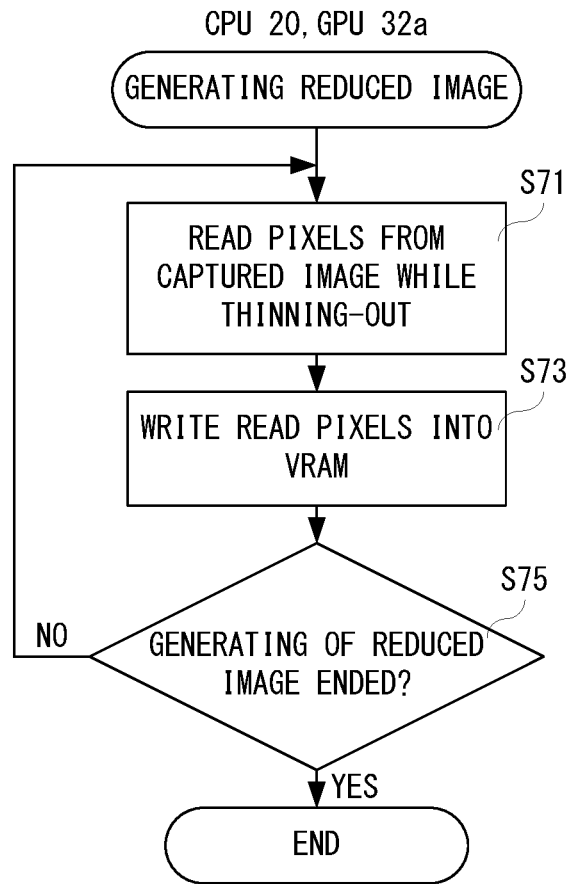 CPU 20, GPU 32a
GENERATING REDUCED IMAGE
S71
READ PIXELS FROM
CAPTURED IMAGE WHILE
THINNING-OUT
S73
WRITE READ PIXELS INTO
VRAM
S75
GENERATING OF REDUCED
IMAGE ENDED?
NO
YES
END